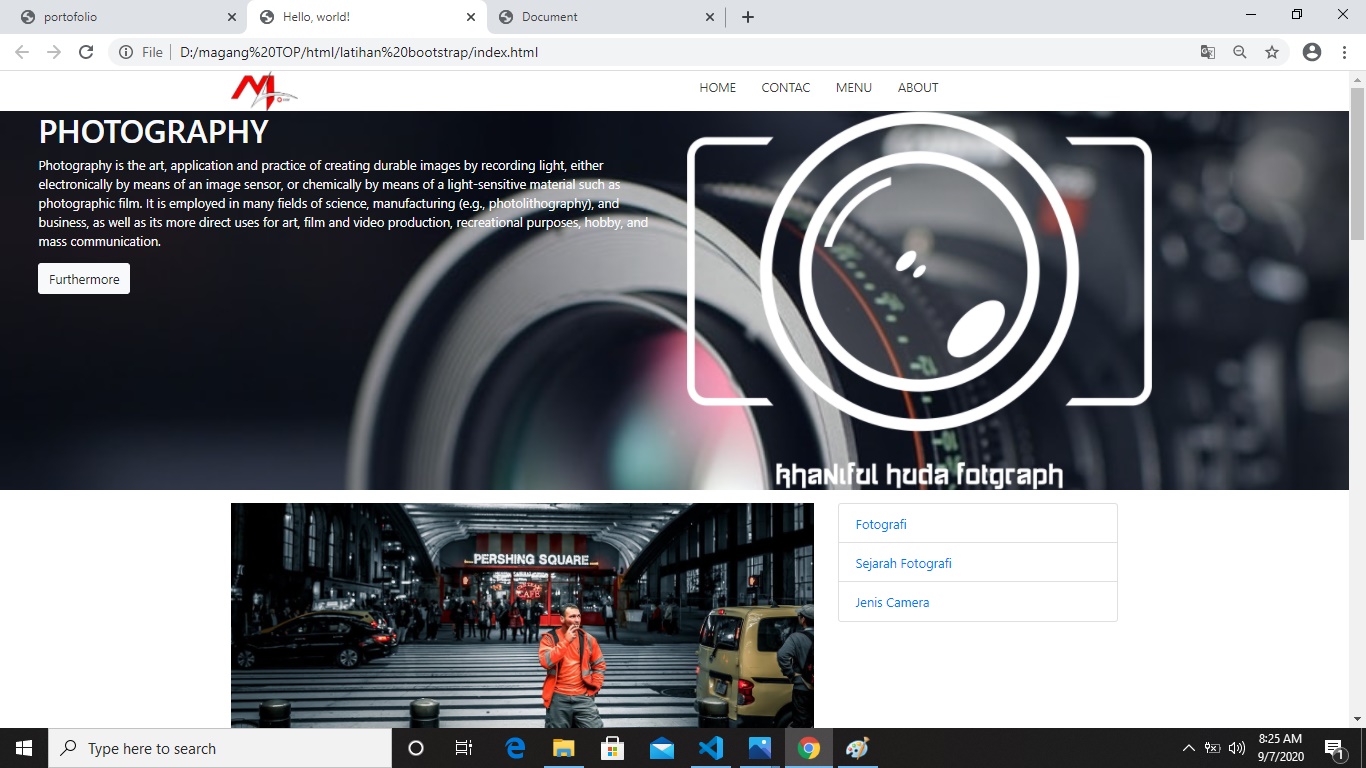 portofolio
Hello, world!
Document
File
D:/magang%20TOP/html/latihan%20bootstrap/index.html
HOME CONTAC MENU ABOUT
PHOTOGRAPHY
Photography is the art, application and practice of creating durable images by recording light, either
electronically by means of an image sensor, or chemically by means of a light-sensitive material such as
photographic film. It is employed in many fields of science, manufacturing (e.g., photolithography), and
business, as well as its more direct uses for art, film and video production, recreational purposes, hobby, and
mass communication.
Furthermore
khaniful huda fotgraph
PERSHING SQUARE
CAFE
Fotografi
Sejarah Fotografi
Jenis Camera
Type here to search
8:25 AM
9/7/2020
1